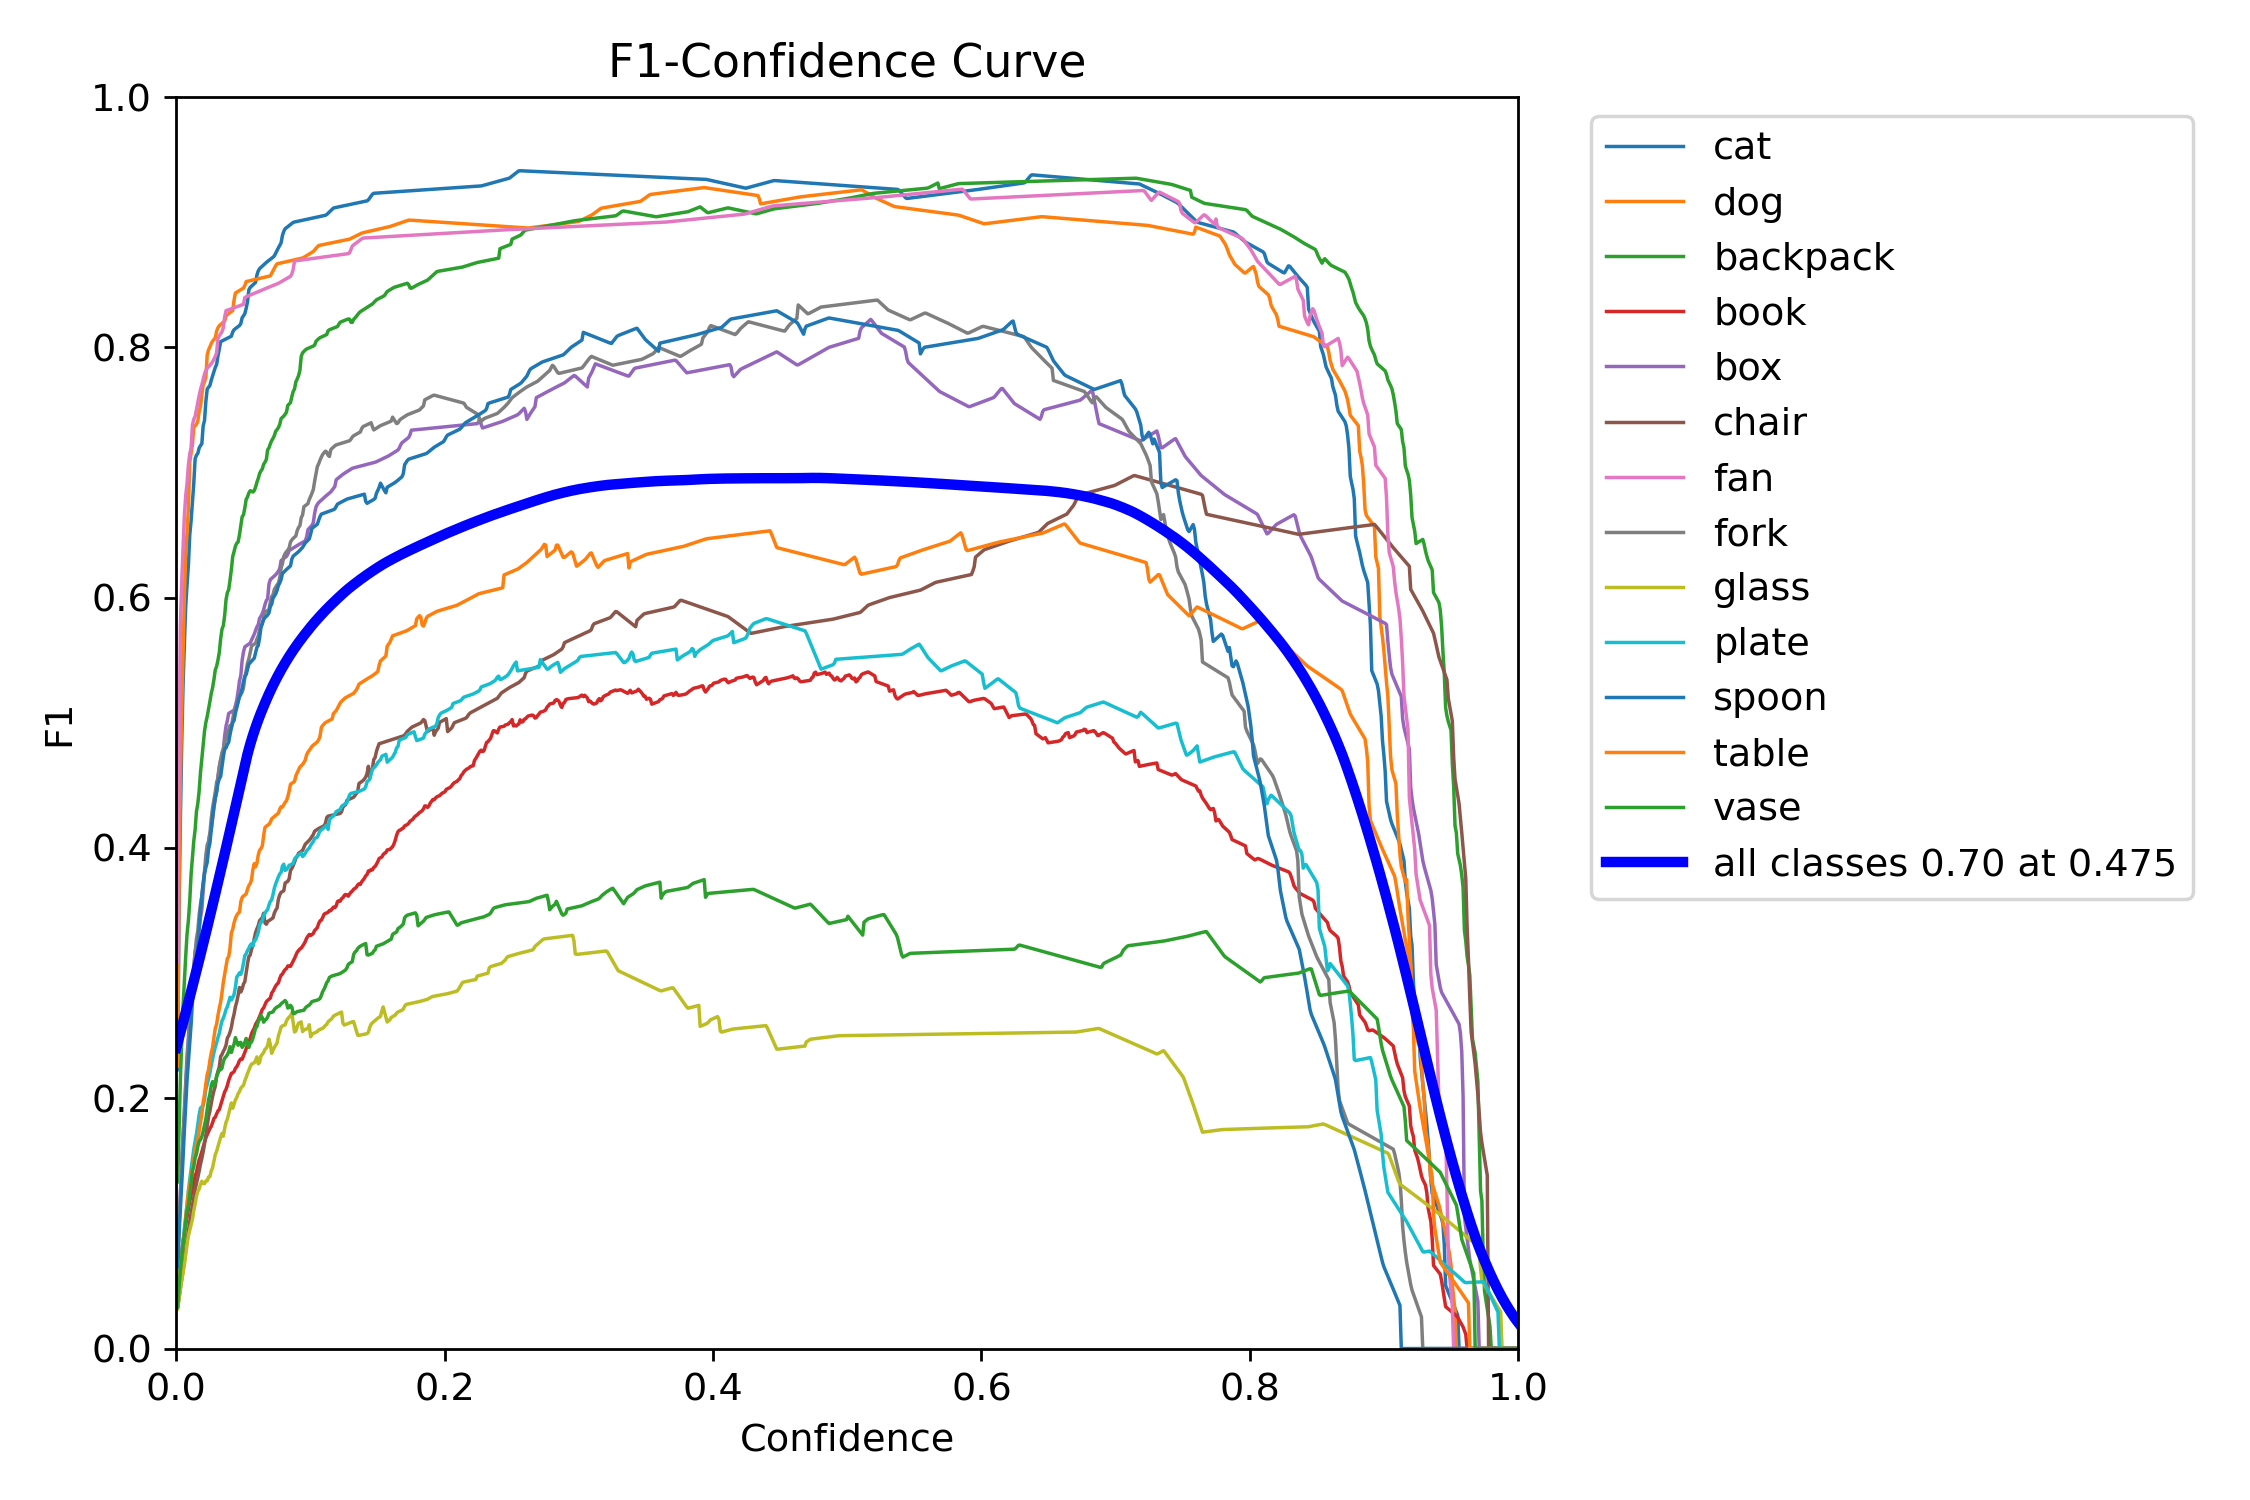 F1-Confidence Curve
1.0
0.8
0.6
0.4
0.2
0.0
F1
0.0 0.2 0.4 0.6 0.8 1.0
Confidence
cat
dog
backpack
book
box
chair
fan
fork
glass
plate
spoon
table
vase
all classes 0.70 at 0.475